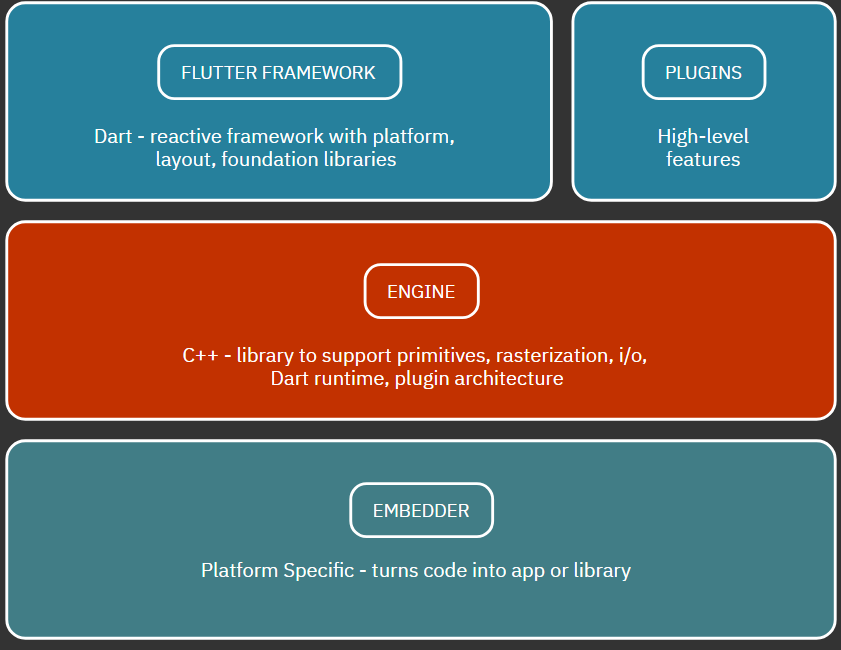 FLUTTER FRAMEWORK
Dart - reactive framework with platform,
layout, foundation libraries
PLUGINS
High-level
features
ENGINE
C++ - library to support primitives, rasterization, i/o,
Dart runtime, plugin architecture
EMBEDDER
Platform Specific - turns code into app or library